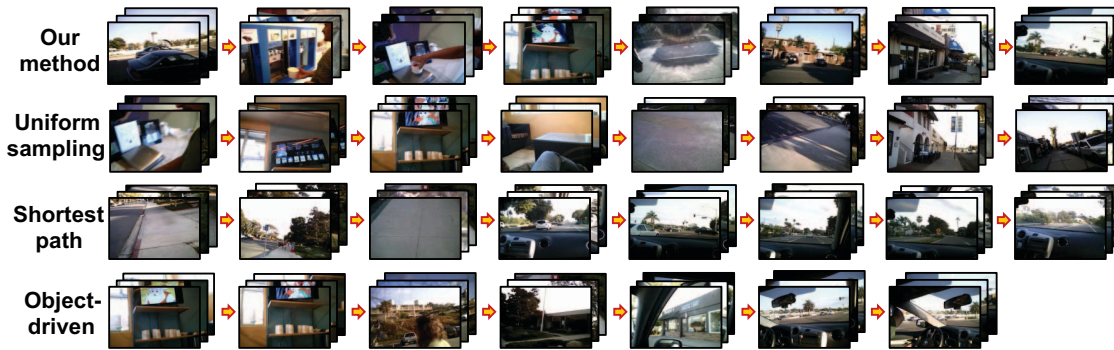 Our
method
Uniform
sampling
Shortest
path
Object-
driven